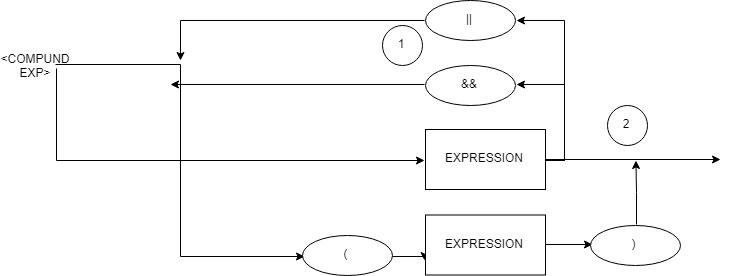 ||
1
<COMPUND
EXP>
&&
2
EXPRESSION
(
EXPRESSION
)